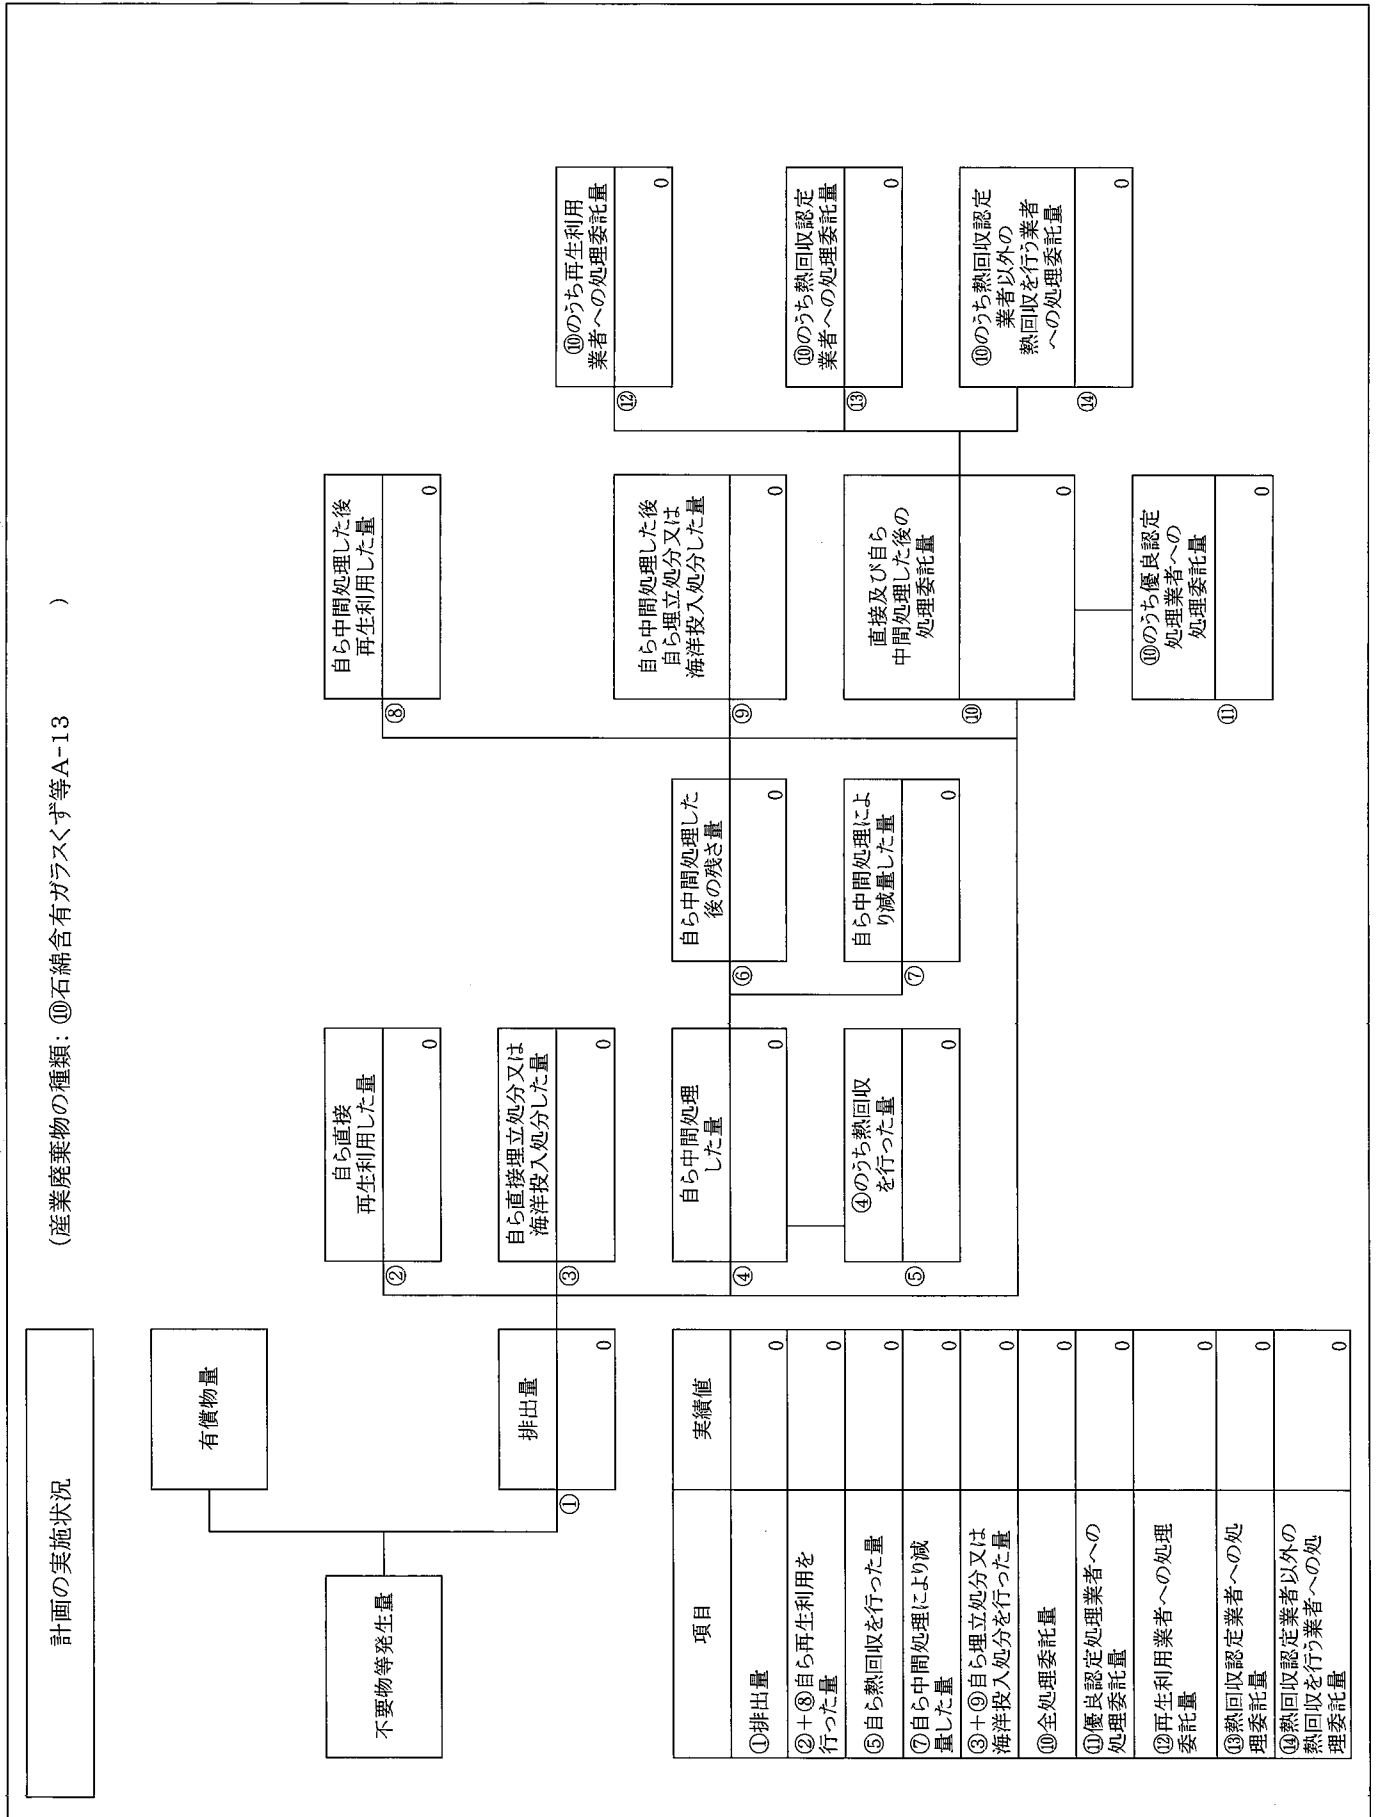 計画の実施状況
(産業廃棄物の種類:⑩石綿含有ガラスくず等A-13 )
不要物等発生量
有償物量
排出量
①
0
②
自ら直接
再生利用した量
0
③
自ら直接埋立処分又は
海洋投入処分した量
0
④
自ら中間処理
した量
0
⑤
④のうち熱回収
を行った量
0
⑥
自ら中間処理した
後の残さ量
0
⑦
自ら中間処理によ
り減量した量
0
⑧
自ら中間処理した後
再生利用した量
0
⑨
自ら中間処理した後
自ら埋立処分又は
海洋投入処分した量
0
⑩
直接及び自ら
中間処理した後の
処理委託量
0
⑪
⑩のうち優良認定
処理業者への
処理委託量
0
⑫
⑩のうち再生利用
業者への処理委託量
0
⑬
⑩のうち熱回収認定
業者への処理委託量
0
⑭
⑩のうち熱回収認定
業者以外の
熱回収を行う業者
への処理委託量
0
項目 実績値
①排出量 0
②+⑧自ら再生利用を
行った量 0
⑤自ら熱回収を行った量 0
⑦自ら中間処理により減
量した量 0
③+⑨自ら埋立処分又は
海洋投入処分を行った量 0
⑩全処理委託量 0
⑪優良認定処理業者への
処理委託量 0
⑫再生利用業者への処理
委託量 0
⑬熱回収認定業者への処
理委託量 0
⑭熱回収認定業者以外の
熱回収を行う業者への処
理委託量 0